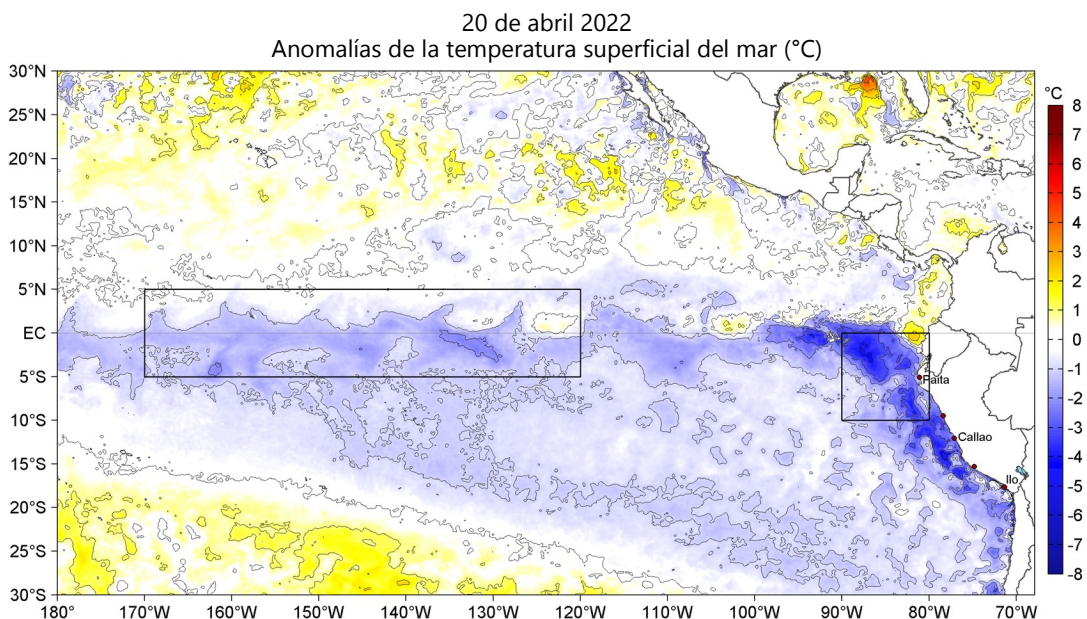 20 de abril 2022
Anomalías de la temperatura superficial del mar (°C)
30°N
25°N
20°N
15°N
10°N
5°N
EC
5°S
10°S
15°S
20°S
25°S
30°S
180
170°W
160°W
150°W
140°W
130°W
120°W
110°W
100°W
90°W
80°W
70°W
Paita
Callao
Ilo
°C
8
7
6
5
4
3
2
1
0
-1
-2
-3
-4
-5
-6
-7
-8